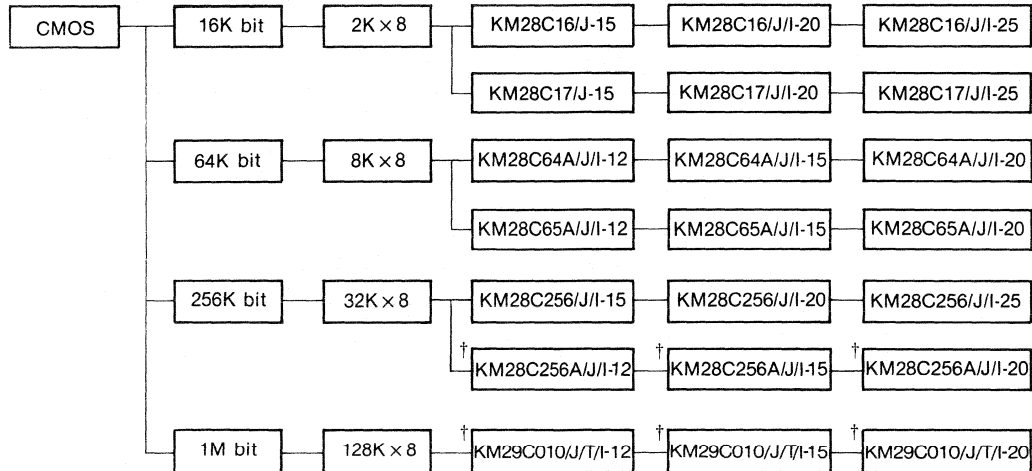 CMOS 16K bit 2K × 8 KM28C16/J-15 KM28C16/J/I-20 KM28C16/J/I-25
KM28C17/J-15 KM28C17/J/I-20 KM28C17/J/I-25
64K bit 8K × 8 KM28C64A/J/I-12 KM28C64A/J/I-15 KM28C64A/J/I-20
KM28C65A/J/I-12 KM28C65A/J/I-15 KM28C65A/J/I-20
256K bit 32K × 8 KM28C256/J/I-15 KM28C256/J/I-20 KM28C256/J/I-25
† KM28C256A/J/I-12 † KM28C256A/J/I-15 † KM28C256A/J/I-20
1M bit 128K × 8 † KM29C010/J/T/I-12 † KM29C010/J/T/I-15 † KM29C010/J/T/I-20